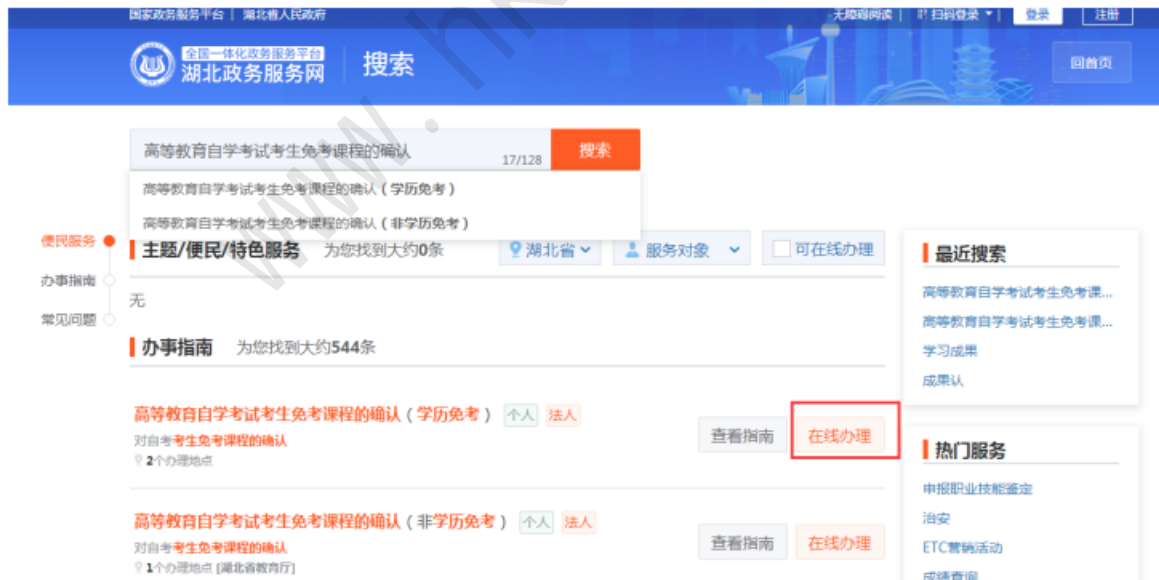 国家政务服务平台 | 湖北省人民政府
无障碍阅读 | 扫码登录 | 登录 注册
全国一体化政务服务平台
湖北政务服务网 搜索
回首页
高等教育自学考试考生免考课程的确认 17/128 搜索
高等教育自学考试考生免考课程的确认（学历免考）
高等教育自学考试考生免考课程的确认（非学历免考）
便民服务
办事指南
常见问题
主题/便民/特色服务 为您找到大约0条 湖北省 服务对象 可在线办理
无
办事指南 为您找到大约544条
高等教育自学考试考生免考课程的确认（学历免考） 个人 法人
对自考考生免考课程的确认
2个办理地点
查看指南 在线办理
高等教育自学考试考生免考课程的确认（非学历免考） 个人 法人
对自考考生免考课程的确认
1个办理地点 [湖北省教育厅]
查看指南 在线办理
最近搜索
高等教育自学考试考生免考课...
高等教育自学考试考生免考课...
学习成果
成果认
热门服务
申报职业技能鉴定
治安
ETC营销活动
成绩查询
www.h